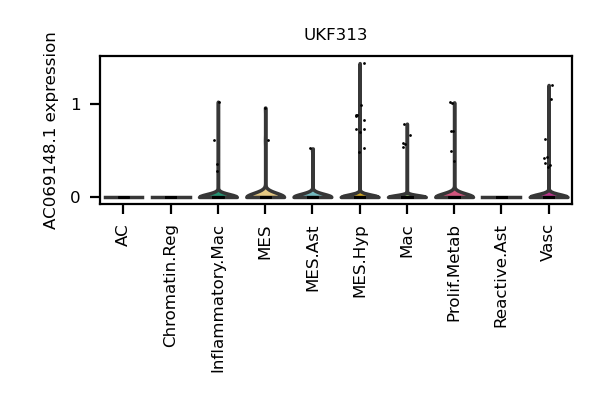 UKF313
AC069148.1 expression
1
0
AC
Chromatin.Reg
Inflammatory.Mac
MES
MES.Ast
MES.Hyp
Mac
Prolif.Metab
Reactive.Ast
Vasc